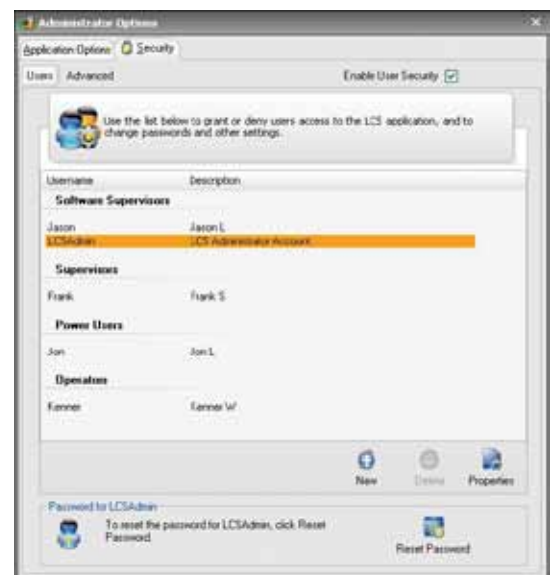 Administrator Options
Application Options Security
Users Advanced Enable User Security
Use the list below to grant or deny users access to the LCS application, and to
change passwords and other settings.
Username Description
Software Supervisors
Jason Jason L
LCSAdmin LCS Administrator Account
Supervisors
Frank Frank S
Power Users
Jon Jon L
Operators
Kenner Kenner W
New Delete Properties
Password for LCSAdmin
To reset the password for LCSAdmin, click Reset
Password.
Reset Password